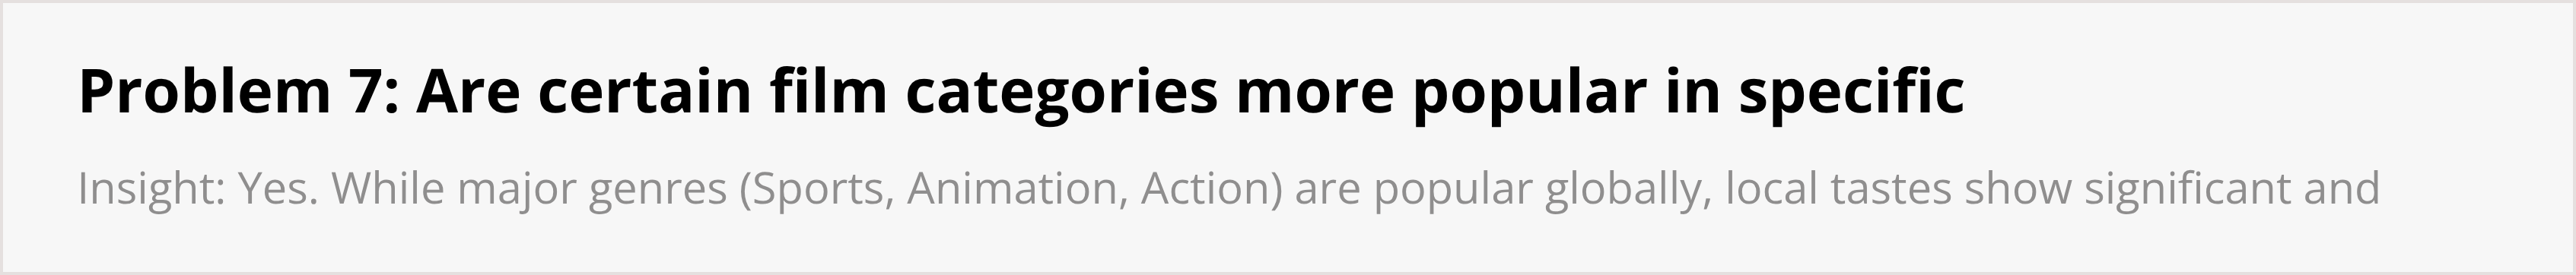 Problem 7: Are certain film categories more popular in specific
Insight: Yes. While major genres (Sports, Animation, Action) are popular globally, local tastes show significant and